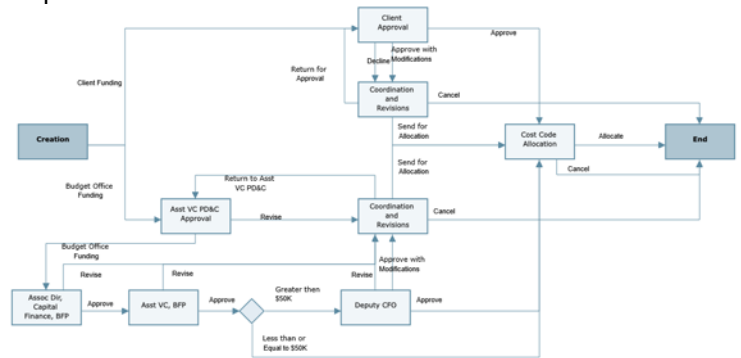 Client
Approval
Approve
Decline
Approve with
Modifications
Return for
Approval
Client Funding
Coordination
and
Revisions
Cancel
Creation
Send for
Allocation
Cost Code
Allocation
Allocate
End
Send for
Allocation
Cancel
Return to Asst
VC PD&C
Budget Office
Funding
Asst VC PD&C
Approval
Revise
Coordination
and
Revisions
Cancel
Budget Office
Funding
Revise
Revise
Revise
Approve with
Modifications
Assoc Dir,
Capital
Finance, BFP
Approve
Asst VC, BFP
Approve
Greater then
$50K
Deputy CFO
Approve
Less than or
Equal to $50K